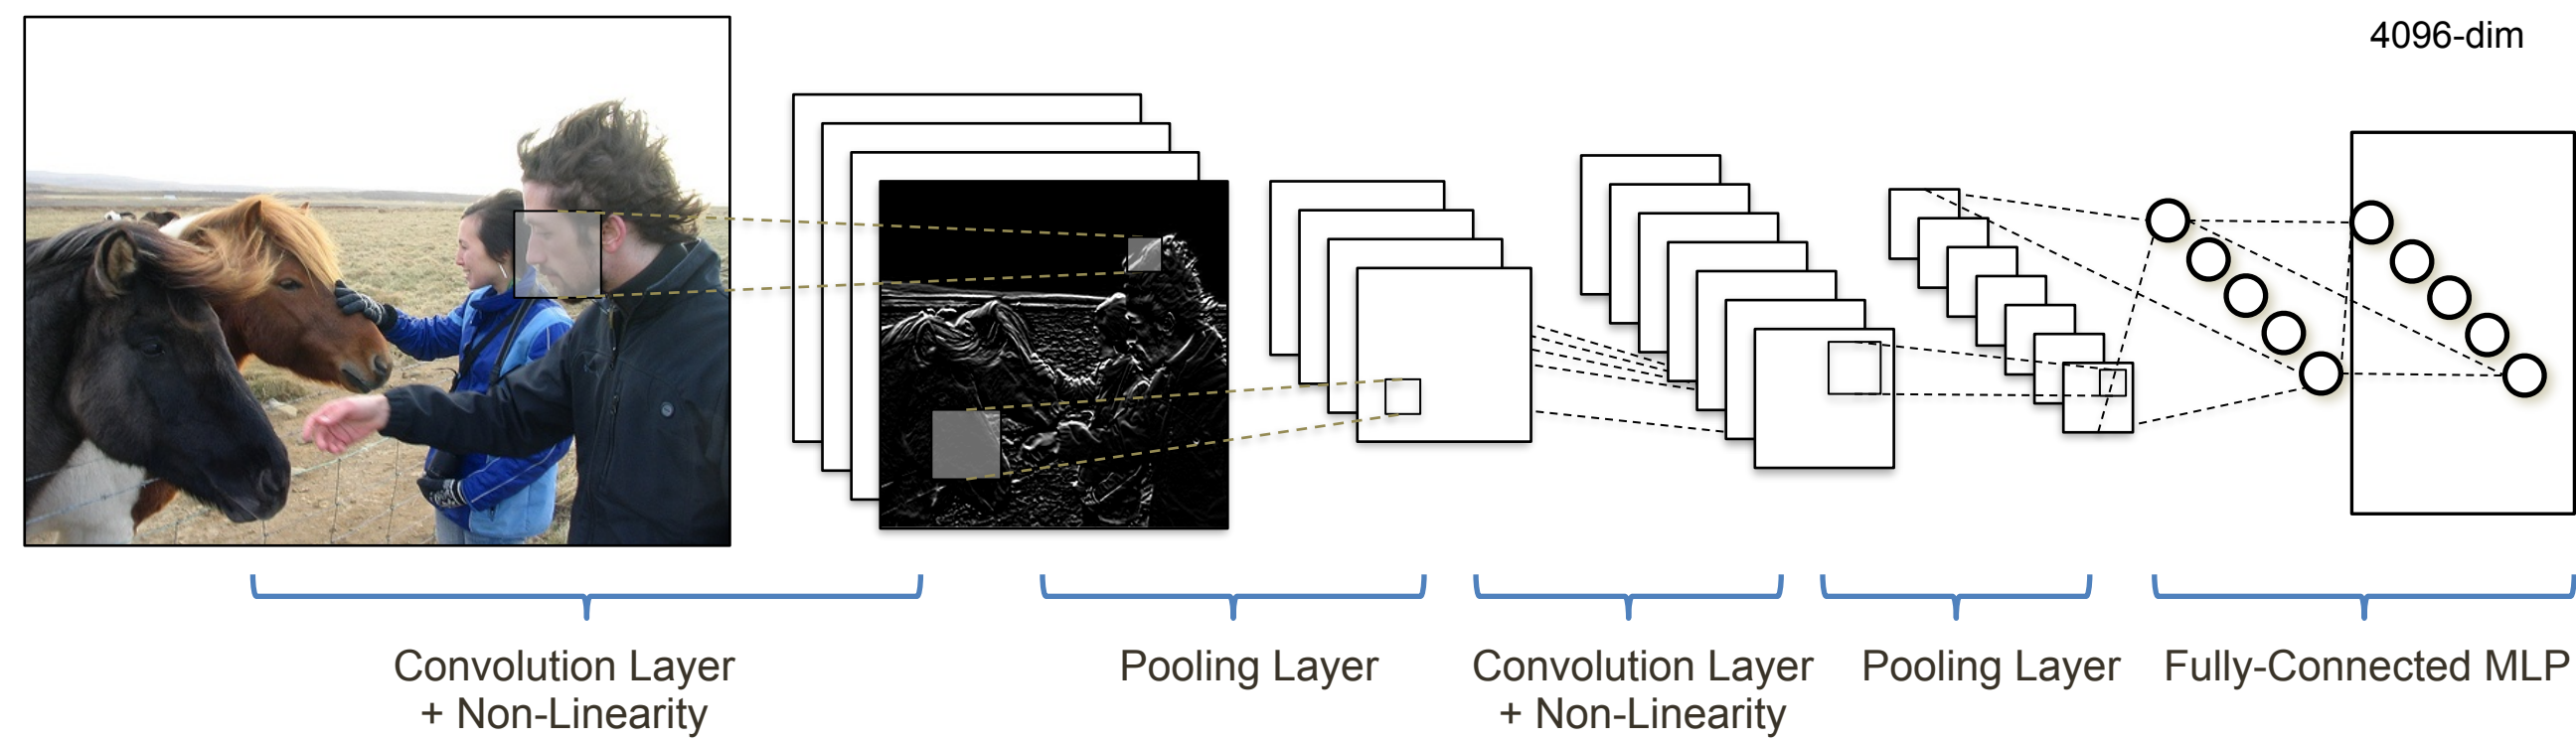 4096-dim
Convolution Layer
+ Non-Linearity
Pooling Layer
Convolution Layer
+ Non-Linearity
Pooling Layer
Fully-Connected MLP